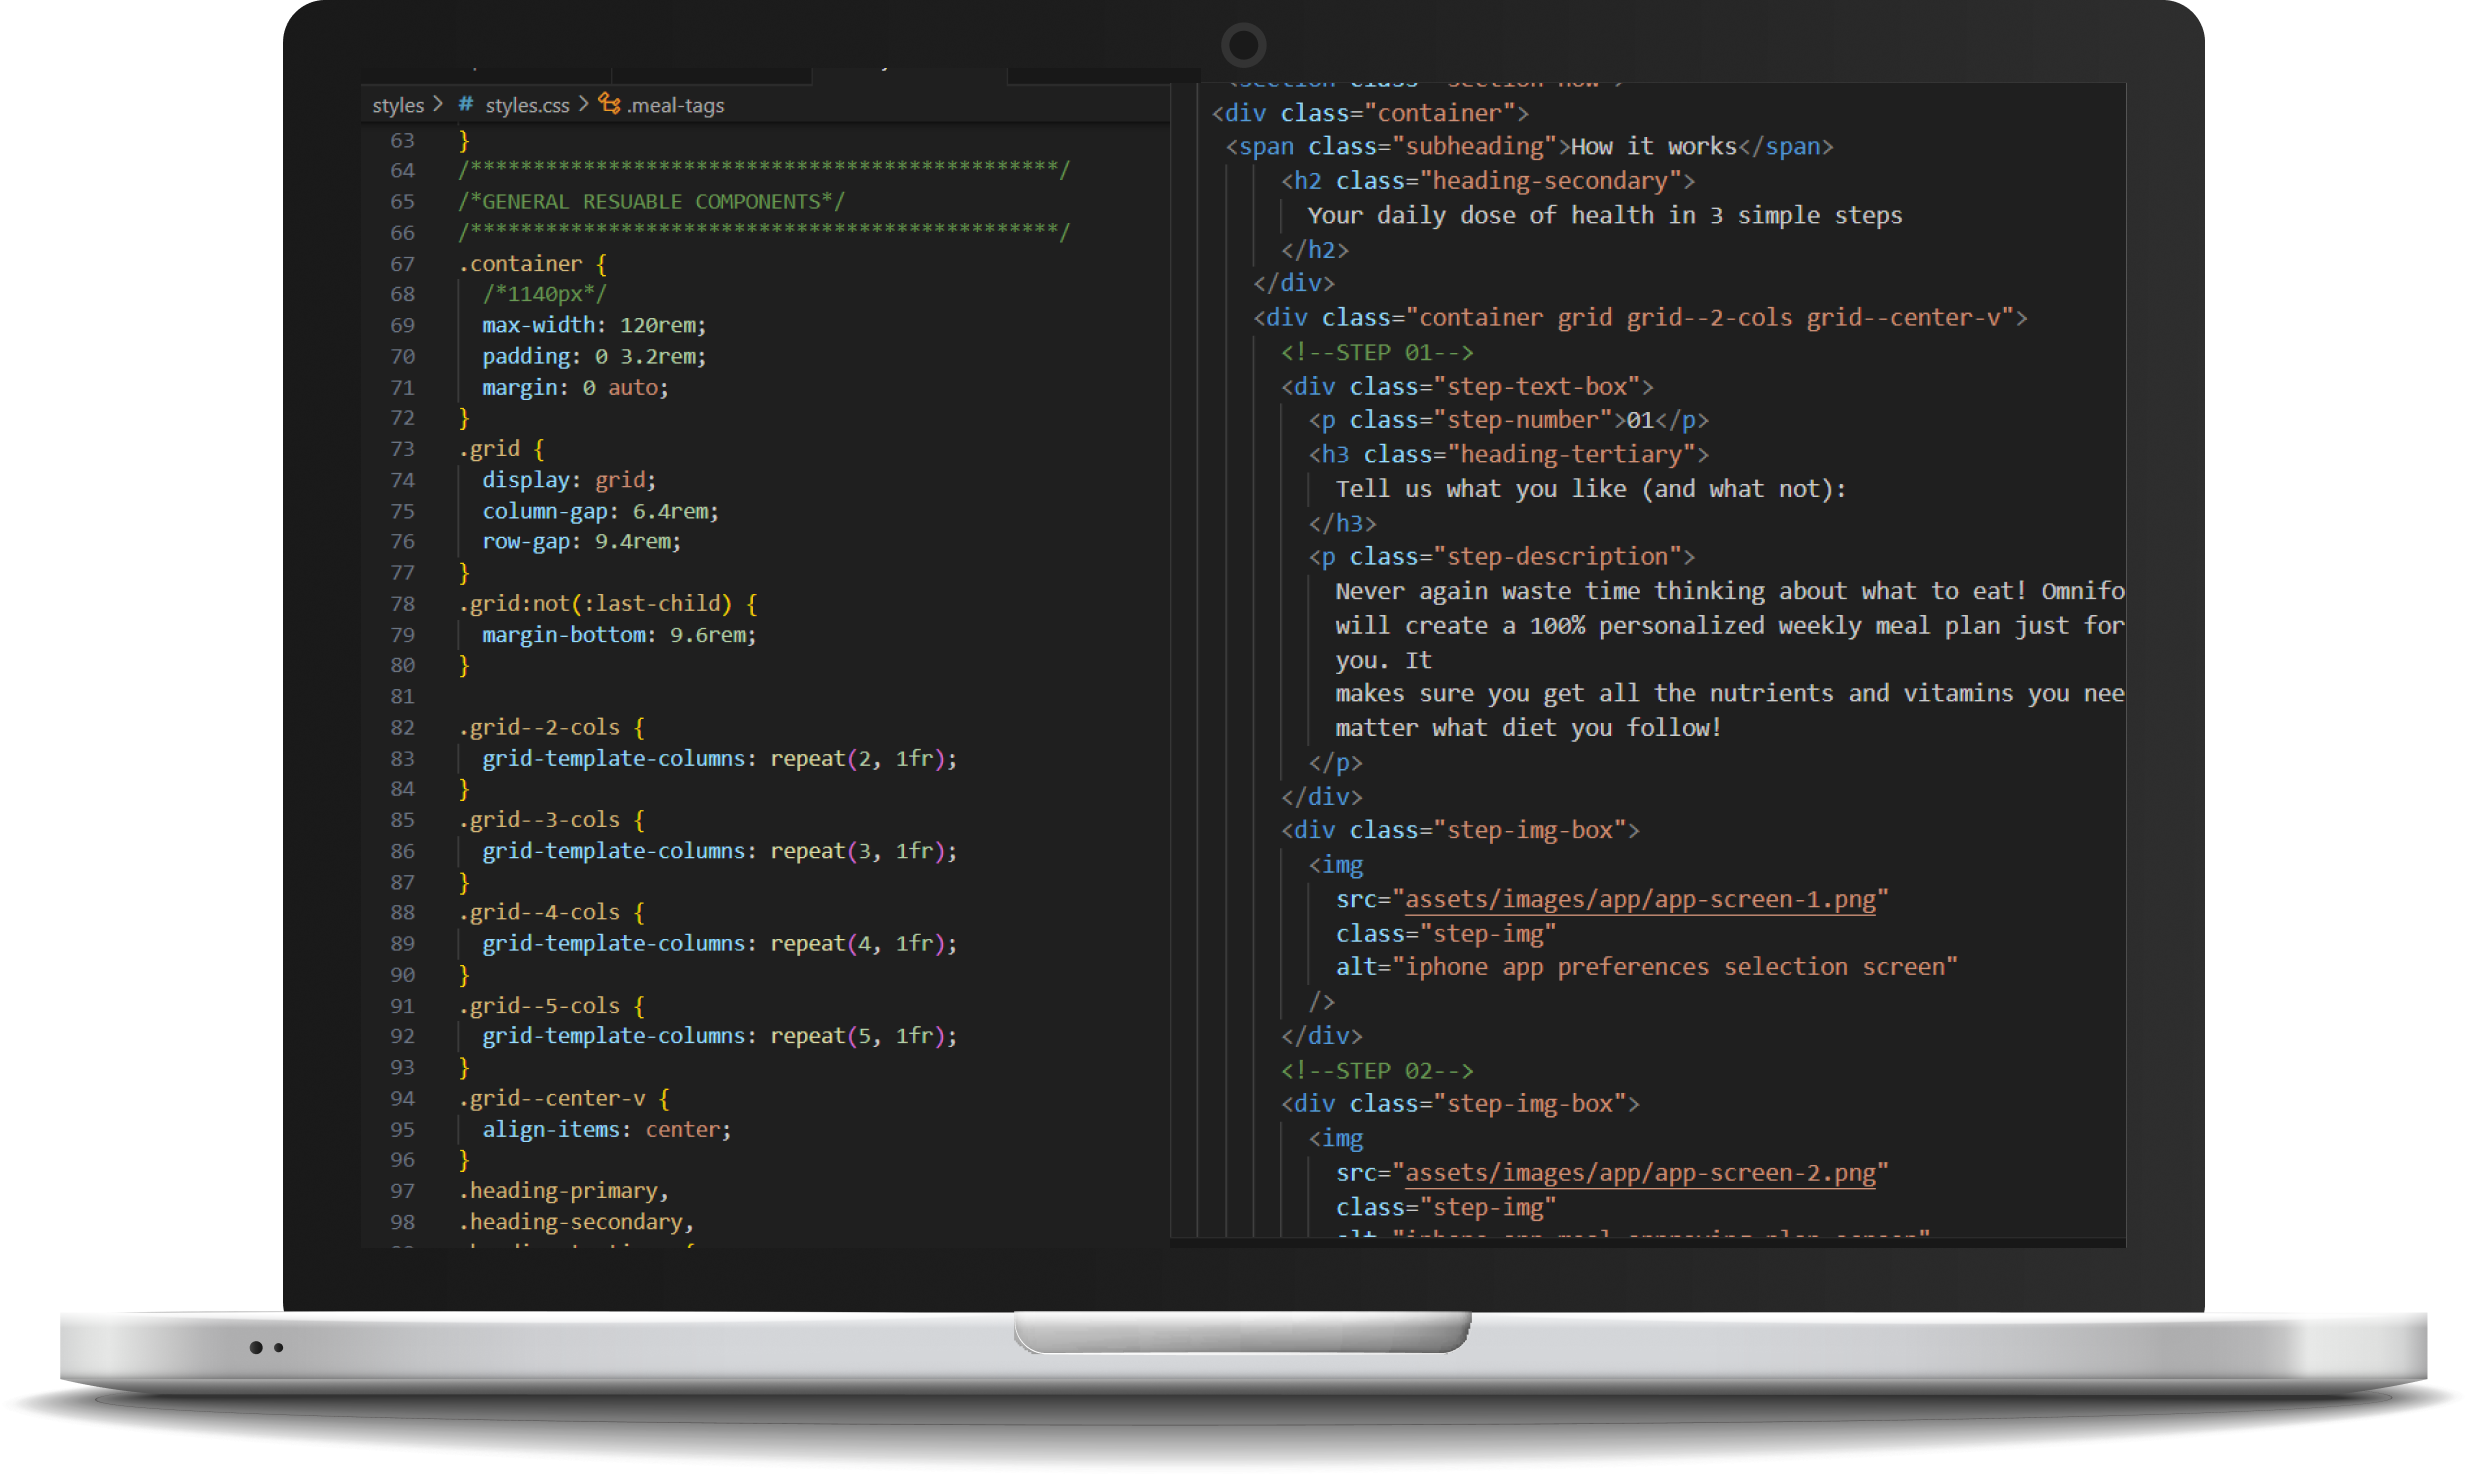 styles > # styles.css > .meal-tags
63 }
64 /***********************************************/
65 /*GENERAL RESUABLE COMPONENTS*/
66 /***********************************************/
67 .container {
68 /*1140px*/
69 max-width: 120rem;
70 padding: 0 3.2rem;
71 margin: 0 auto;
72 }
73 .grid {
74 display: grid;
75 column-gap: 6.4rem;
76 row-gap: 9.4rem;
77 }
78 .grid:not(:last-child) {
79 margin-bottom: 9.6rem;
80 }
81
82 .grid--2-cols {
83 grid-template-columns: repeat(2, 1fr);
84 }
85 .grid--3-cols {
86 grid-template-columns: repeat(3, 1fr);
87 }
88 .grid--4-cols {
89 grid-template-columns: repeat(4, 1fr);
90 }
91 .grid--5-cols {
92 grid-template-columns: repeat(5, 1fr);
93 }
94 .grid--center-v {
95 align-items: center;
96 }
97 .heading-primary,
98 .heading-secondary,
<div class="container">
<span class="subheading">How it works</span>
<h2 class="heading-secondary">
Your daily dose of health in 3 simple steps
</h2>
</div>
<div class="container grid grid--2-cols grid--center-v">
<!--STEP 01-->
<div class="step-text-box">
<p class="step-number">01</p>
<h3 class="heading-tertiary">
Tell us what you like (and what not):
</h3>
<p class="step-description">
Never again waste time thinking about what to eat! Omnifo
will create a 100% personalized weekly meal plan just for
you. It
makes sure you get all the nutrients and vitamins you nee
matter what diet you follow!
</p>
</div>
<div class="step-img-box">
<img
src="assets/images/app/app-screen-1.png"
class="step-img"
alt="iphone app preferences selection screen"
/>
</div>
<!--STEP 02-->
<div class="step-img-box">
<img
src="assets/images/app/app-screen-2.png"
class="step-img"